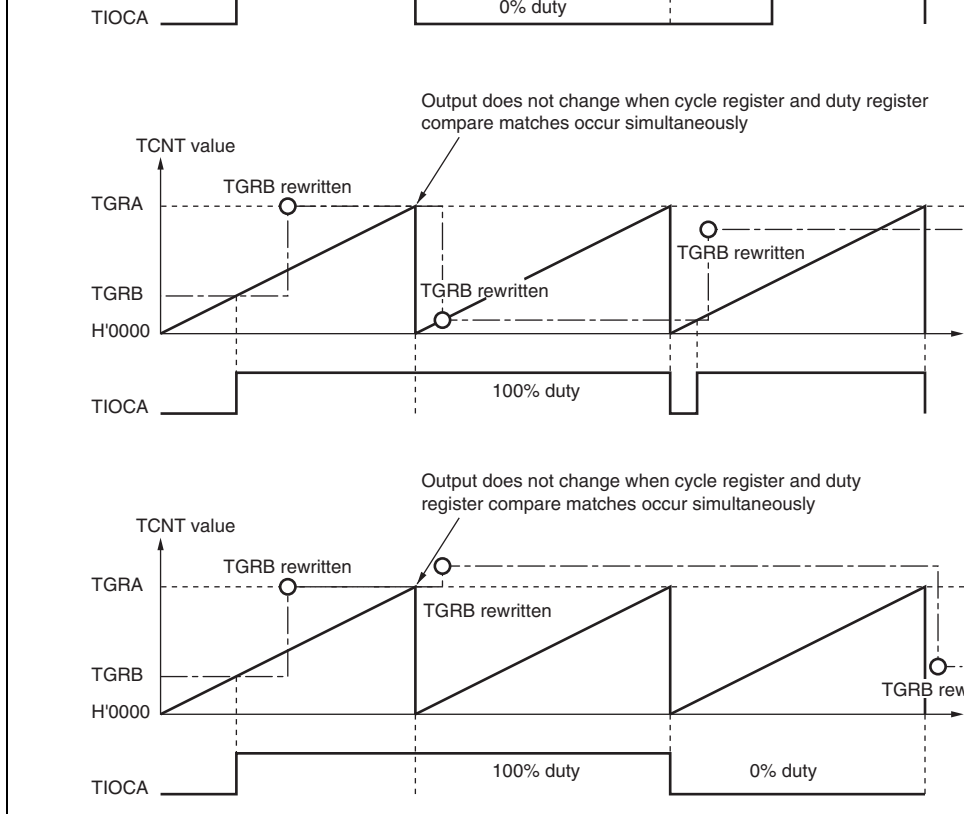 0% duty
TIOCA
Output does not change when cycle register and duty register
compare matches occur simultaneously
TCNT value
TGRB rewritten
TGRA
TGRB rewritten
TGRB
TGRB rewritten
H'0000
100% duty
TIOCA
Output does not change when cycle register and duty
register compare matches occur simultaneously
TCNT value
TGRB rewritten
TGRA
TGRB rewritten
TGRB
TGRB rew
H'0000
100% duty
0% duty
TIOCA